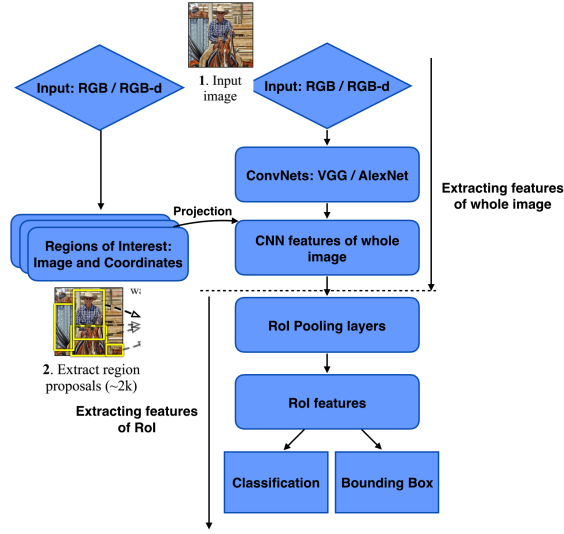 Input: RGB / RGB-d
1. Input
image
Input: RGB / RGB-d
ConvNets: VGG / AlexNet
Extracting features
of whole image
Projection
Regions of Interest:
Image and Coordinates
CNN features of whole
image
RoI Pooling layers
2. Extract region
proposals (~2k)
Extracting features
of RoI
RoI features
Classification
Bounding Box